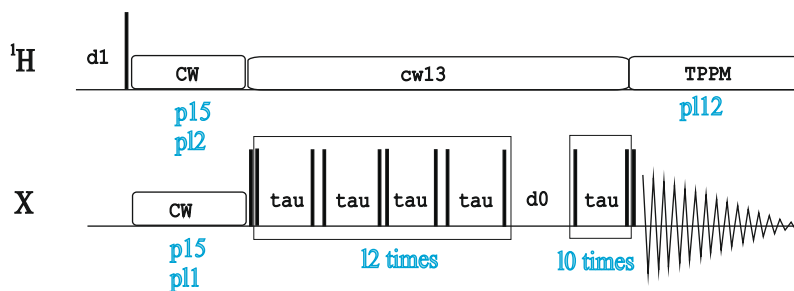 ¹H d1 CW cw13 TPPM
p15 pl12
pl2
X CW tau tau tau tau d0 tau
p15 l2 times l0 times
pl1